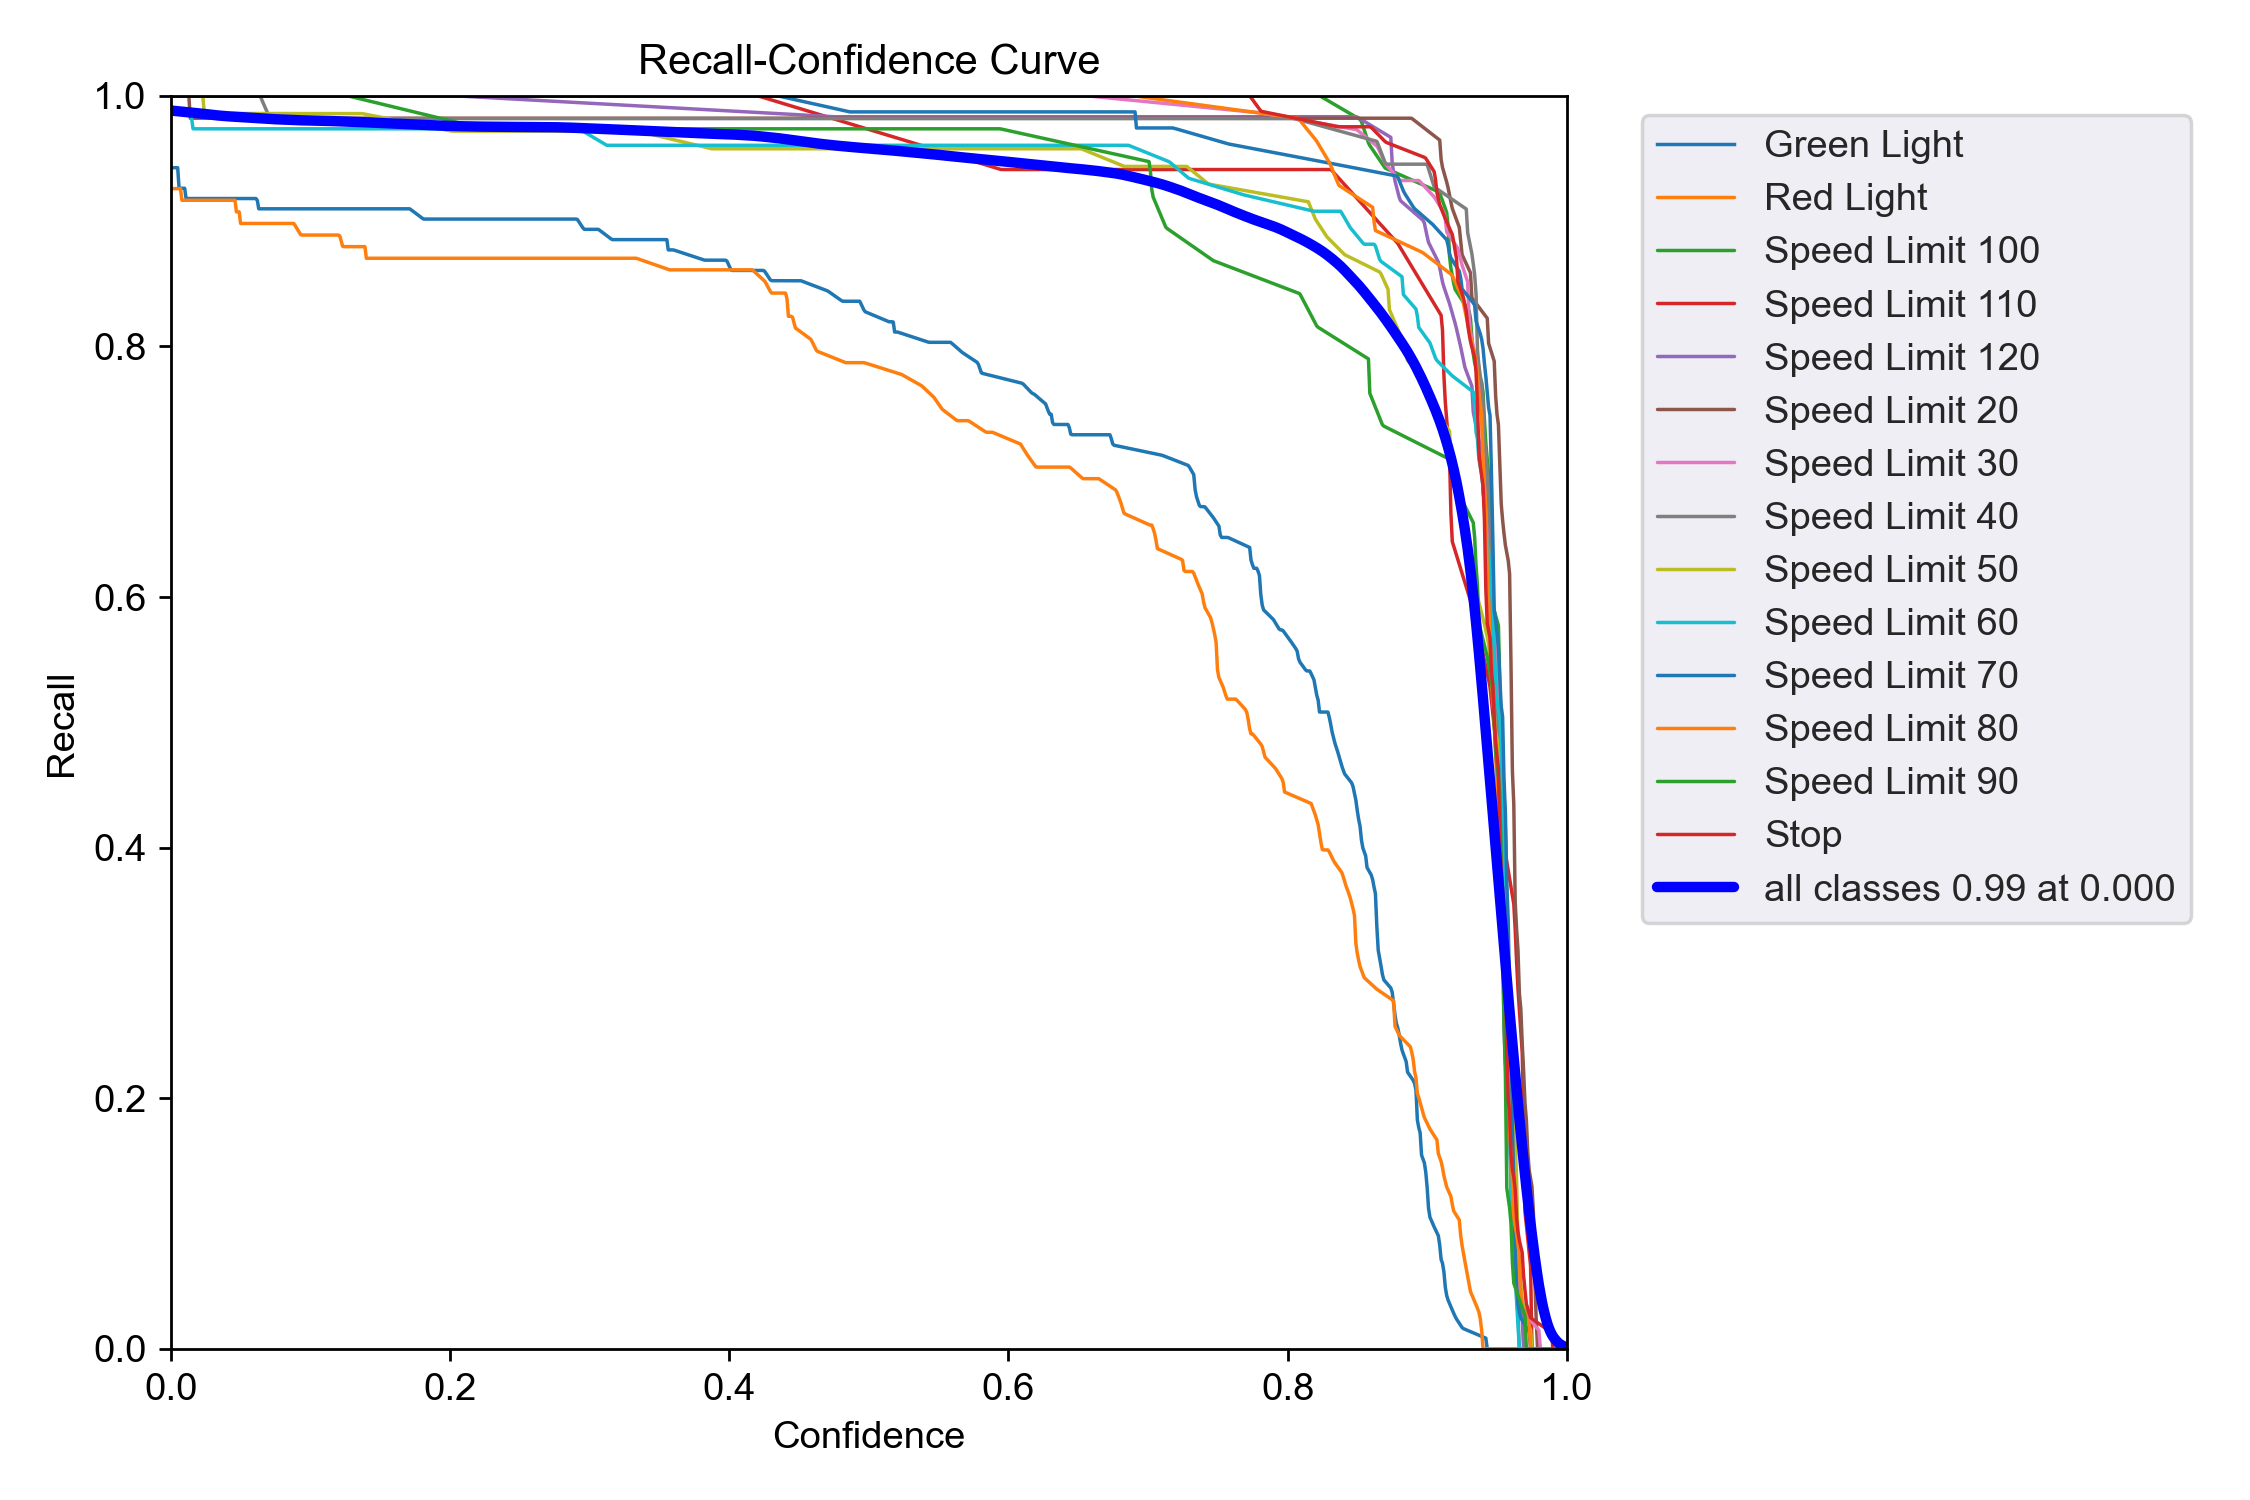 Recall-Confidence Curve
1.0
0.8
0.6
0.4
0.2
0.0
Recall
0.0 0.2 0.4 0.6 0.8 1.0
Confidence
Green Light
Red Light
Speed Limit 100
Speed Limit 110
Speed Limit 120
Speed Limit 20
Speed Limit 30
Speed Limit 40
Speed Limit 50
Speed Limit 60
Speed Limit 70
Speed Limit 80
Speed Limit 90
Stop
all classes 0.99 at 0.000